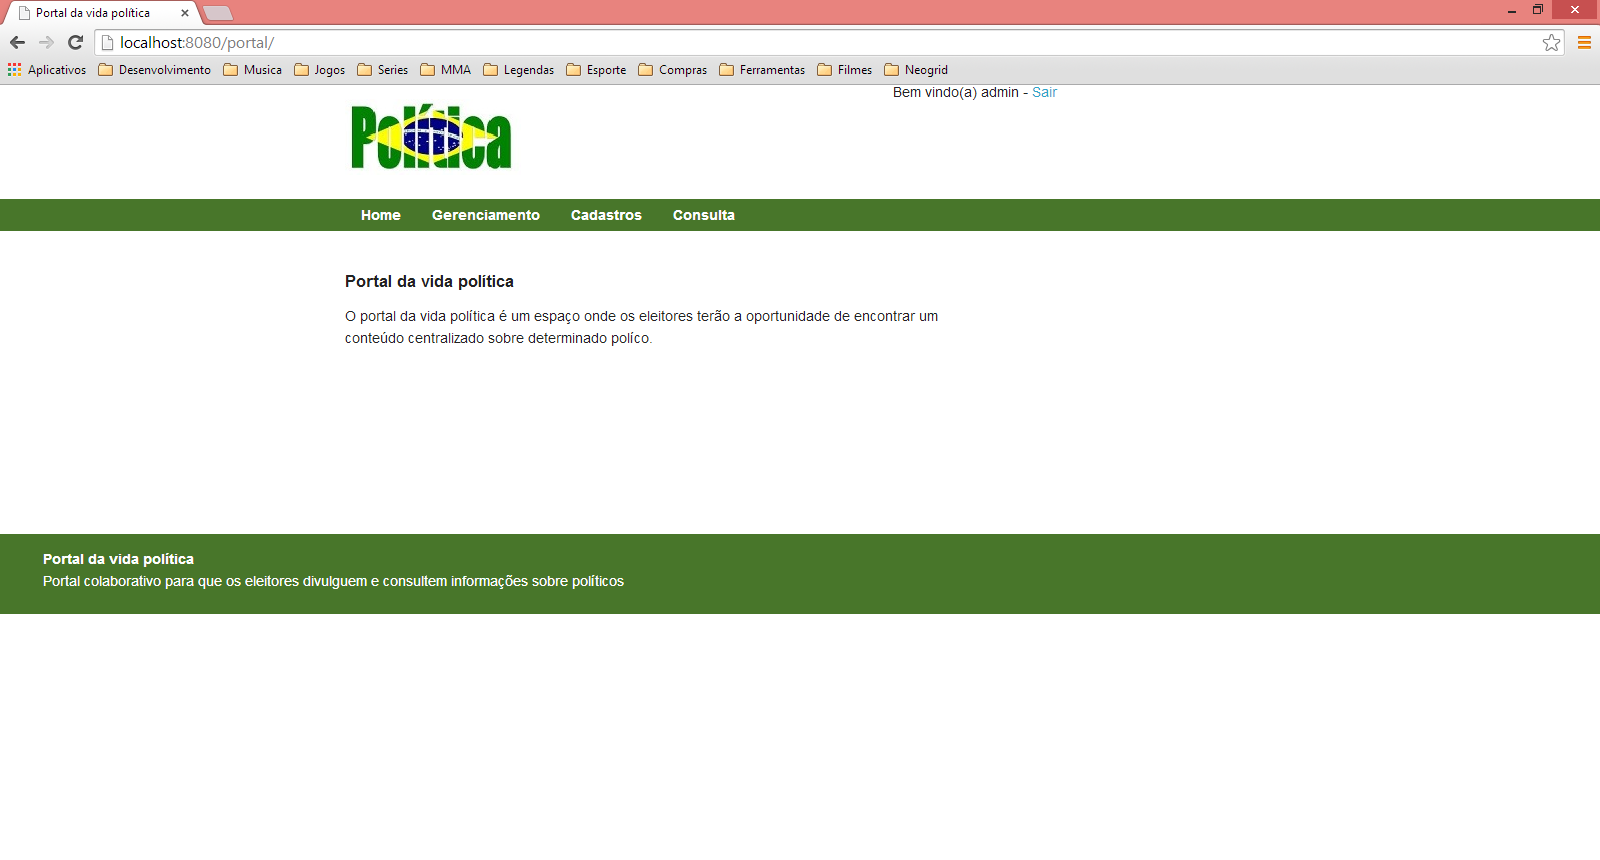 Portal da vida política
localhost:8080/portal/
Aplicativos Desenvolvimento Musica Jogos Series MMA Legendas Esporte Compras Ferramentas Filmes Neogrid
Bem vindo(a) admin - Sair
Política
Home Gerenciamento Cadastros Consulta
Portal da vida política
O portal da vida política é um espaço onde os eleitores terão a oportunidade de encontrar um
conteúdo centralizado sobre determinado políco.
Portal da vida política
Portal colaborativo para que os eleitores divulguem e consultem informações sobre políticos